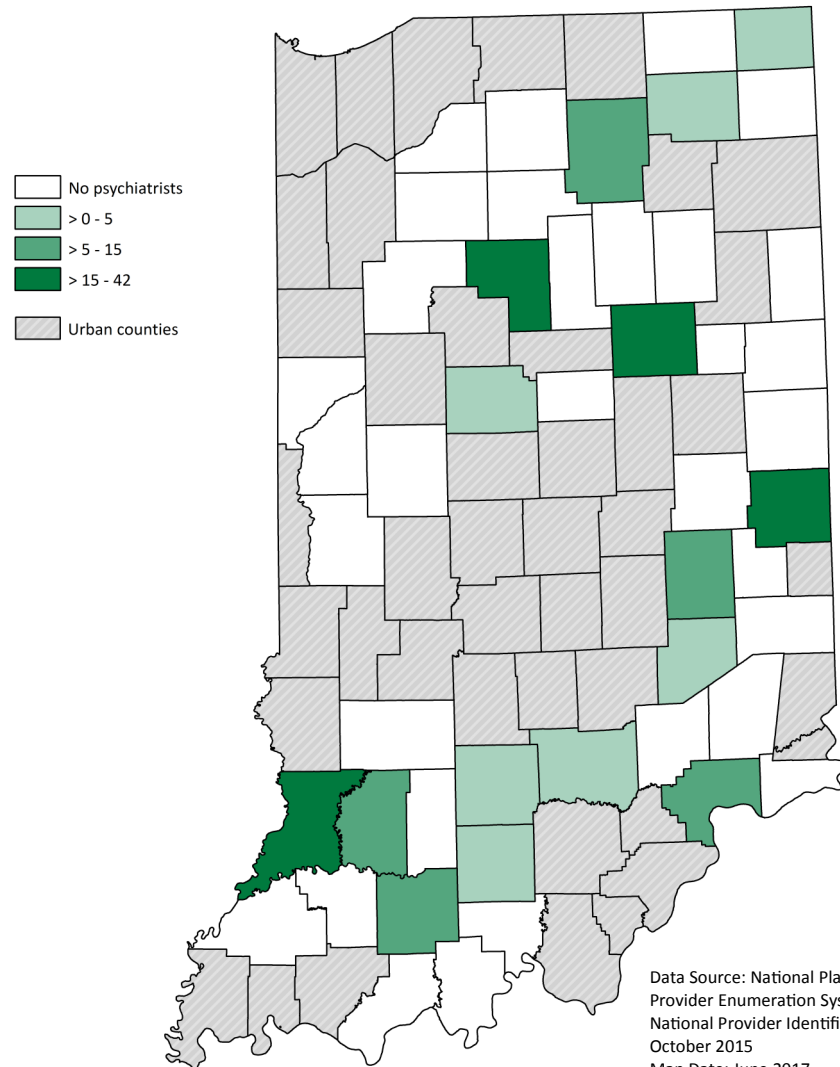 No psychiatrists
> 0 - 5
> 5 - 15
> 15 - 42
Urban counties
Data Source: National Pla
Provider Enumeration Sys
National Provider Identifi
October 2015